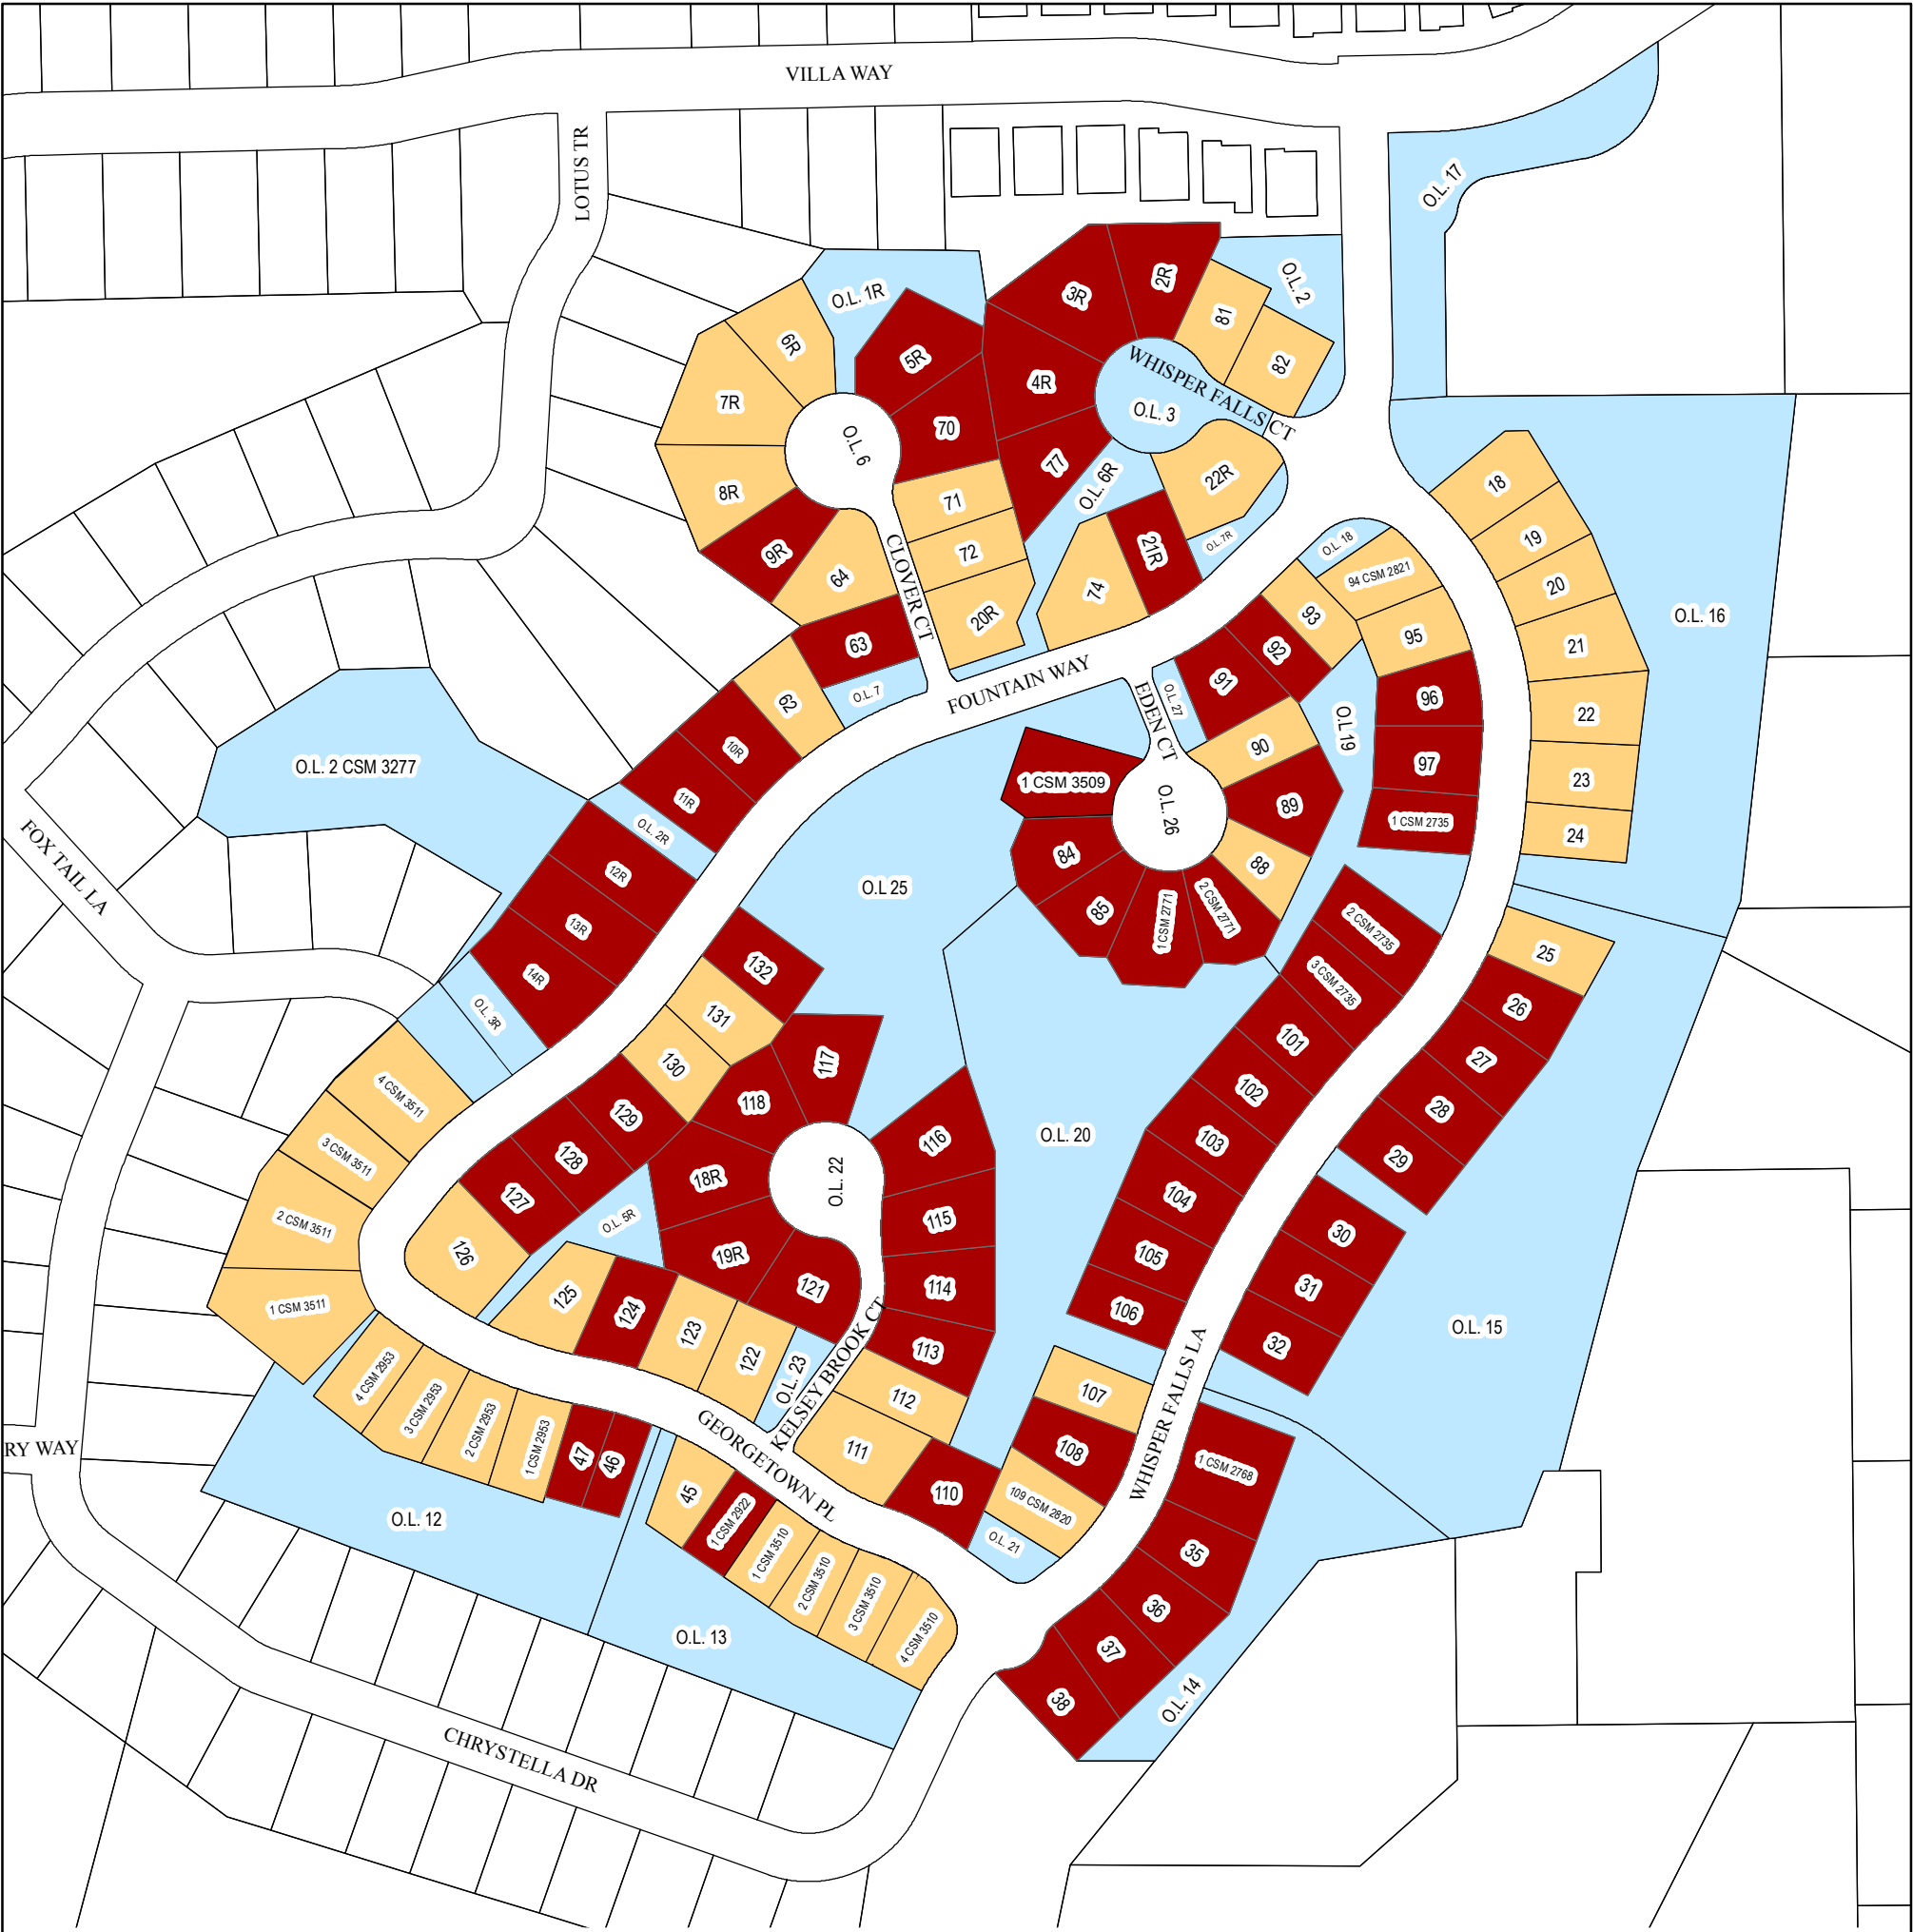 VILLA WAY
LOTUS TR
O.L. 17
O.L. 1R
3R
2R
O.L. 2
81
82
6R
5R
4R
WHISPER FALLS CT
O.L. 3
7R
70
O.L. 6
77
O.L. 6R
22R
8R
71
18
9R
64
72
21R
O.L. 7R
O.L. 18
19
94 CSM 2821
20
CLOVER CT
20R
74
93
95
21
O.L. 16
63
92
O.L. 7
FOUNTAIN WAY
91
O.L. 27
EDEN CT
96
22
62
10R
90
O.L 19
O.L. 2 CSM 3277
11R
1 CSM 3509
O.L. 26
89
97
23
O.L. 2R
1 CSM 2735
24
FOX TAIL LA
12R
O.L 25
84
88
13R
85
1 CSM 2771
2 CSM 2771
2 CSM 2735
25
14R
132
3 CSM 2735
26
O.L. 3R
131
101
27
130
117
102
28
4 CSM 3511
118
129
116
O.L. 20
103
29
3 CSM 3511
128
18R
O.L. 22
104
2 CSM 3511
127
O.L. 5R
115
30
126
19R
105
31
1 CSM 3511
125
124
121
114
106
32
O.L. 15
123
122
O.L. 23
KELSEY BROOK CT
113
4 CSM 2953
3 CSM 2953
2 CSM 2953
1 CSM 2953
112
107
WHISPER FALLS LA
RY WAY
47
46
GEORGETOWN PL
111
108
1 CSM 2768
45
110
109 CSM 2820
O.L. 12
1 CSM 2922
1 CSM 3510
2 CSM 3510
3 CSM 3510
4 CSM 3510
O.L. 21
35
36
O.L. 13
37
38
O.L. 14
CHRYSTELLA DR